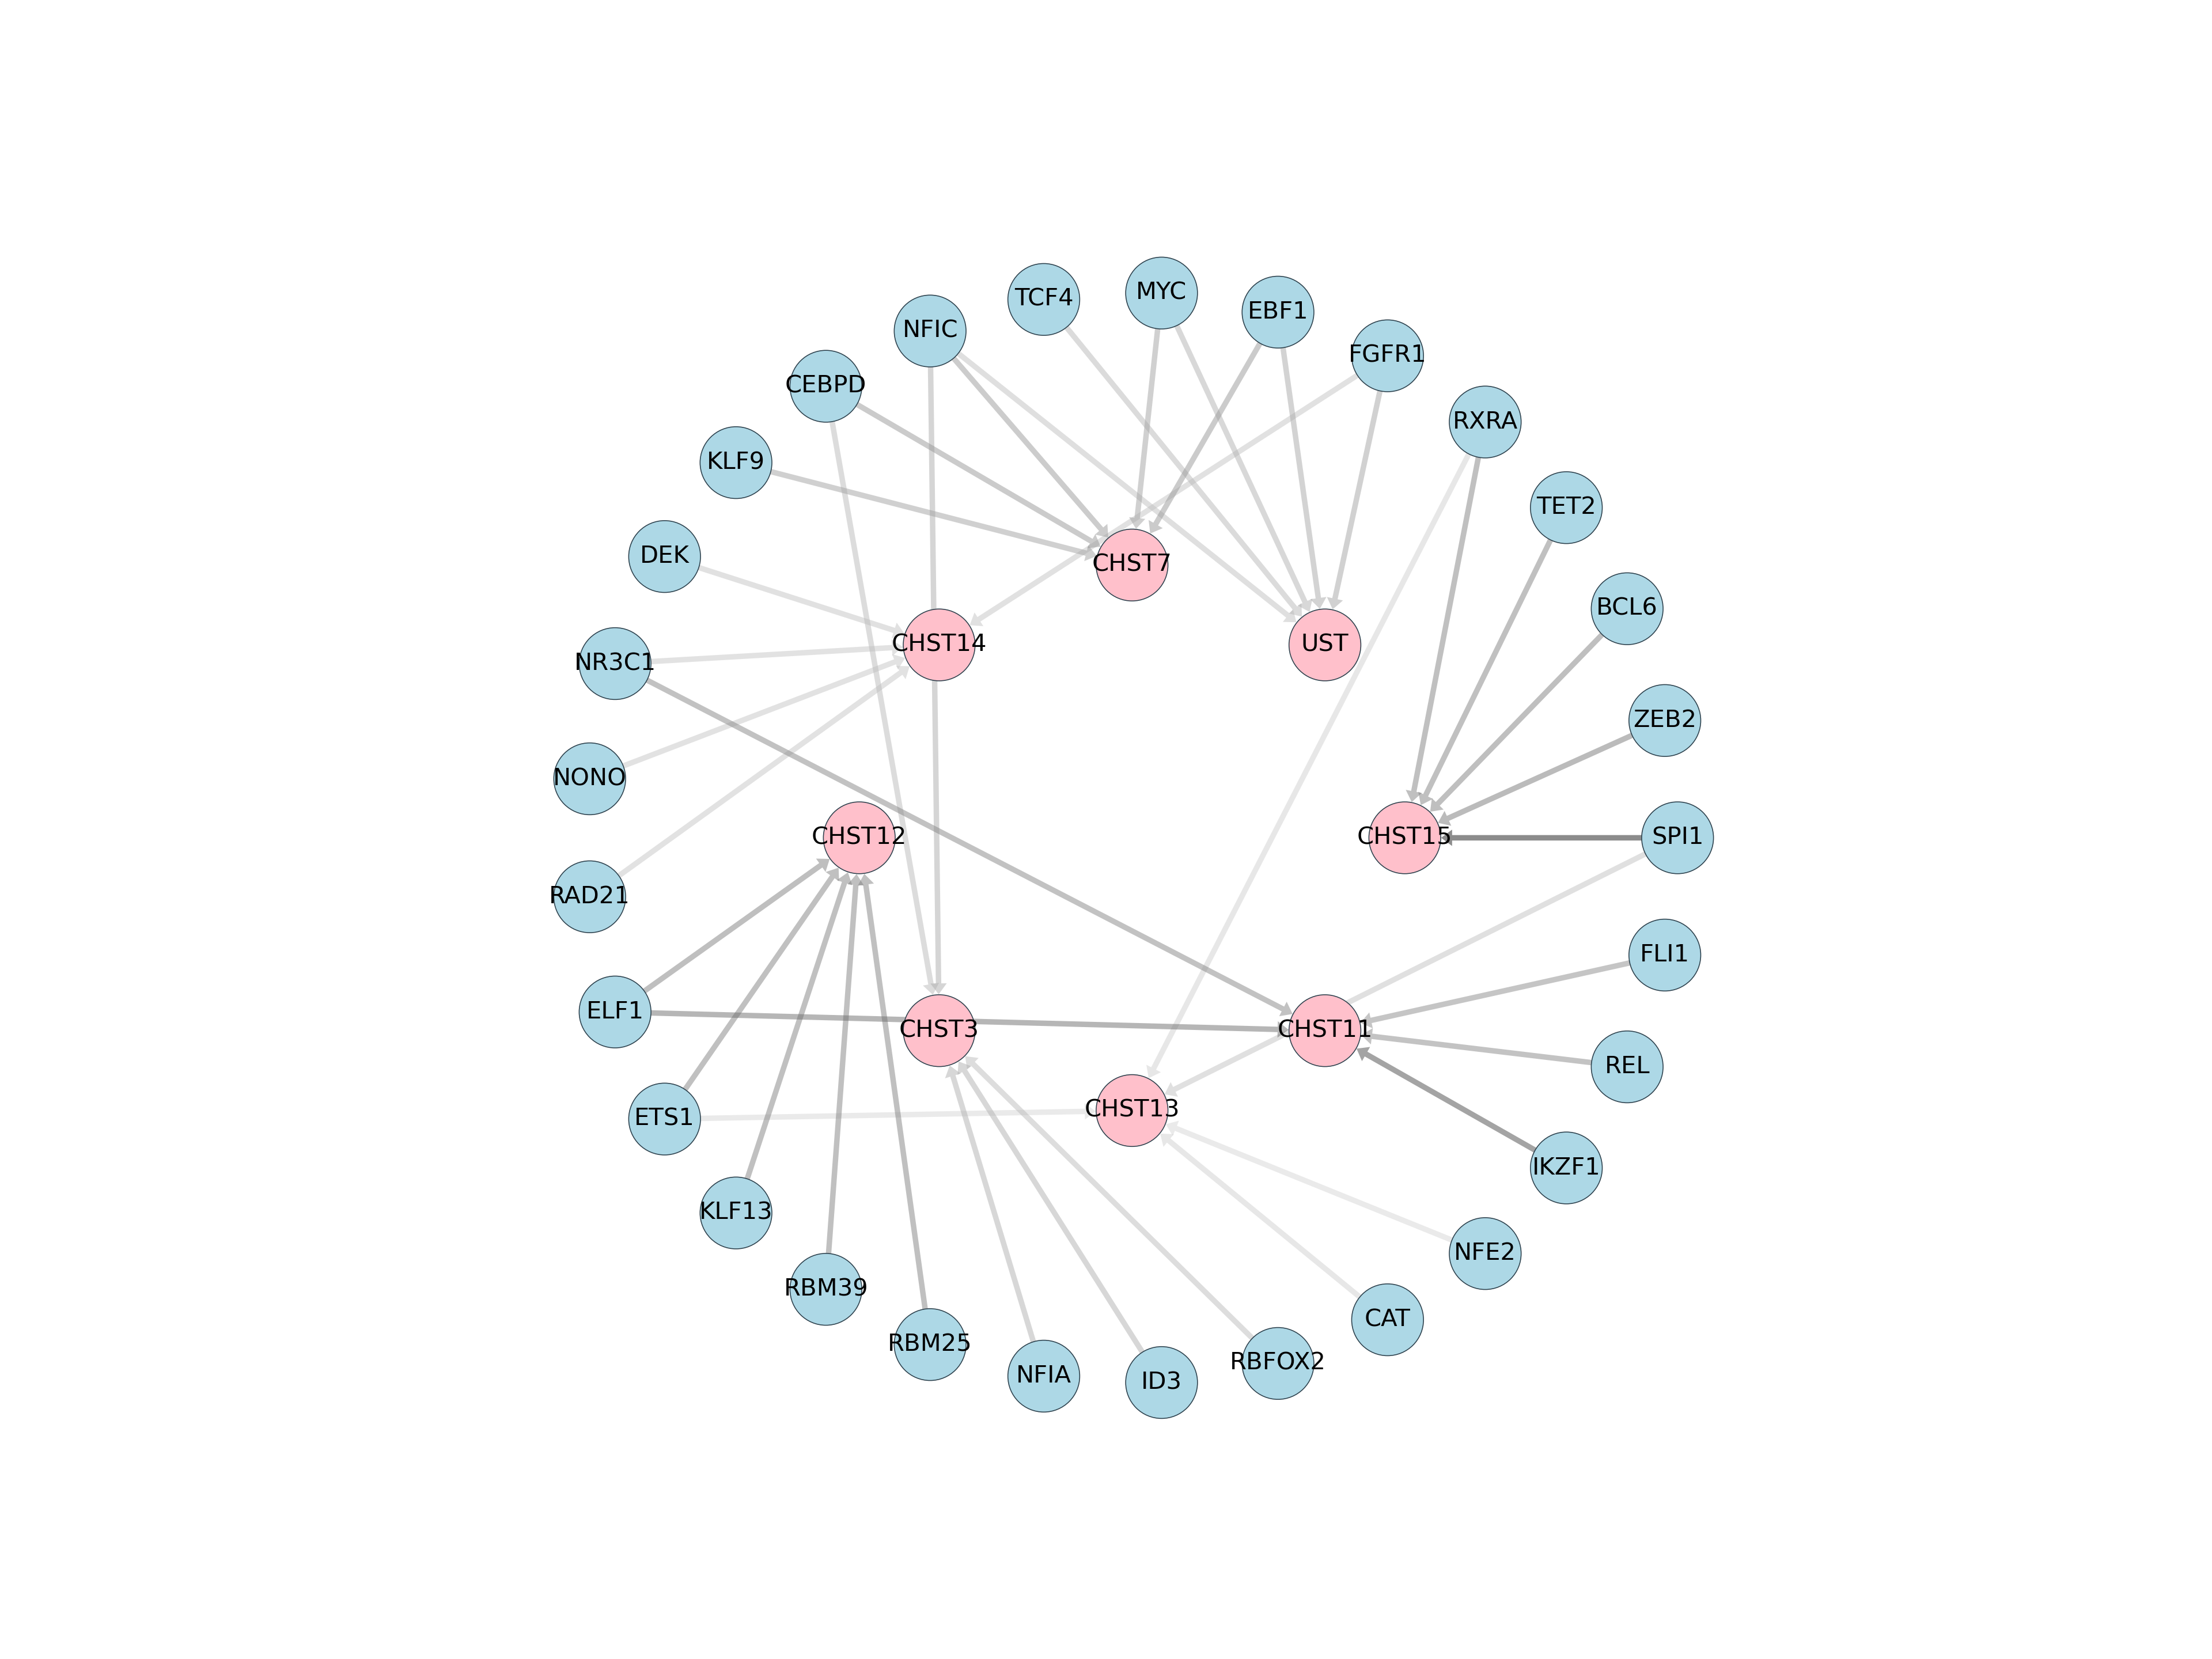 MYC
TCF4
EBF1
NFIC
FGFR1
CEBPD
RXRA
KLF9
TET2
DEK
CHST7
BCL6
CHST14
UST
NR3C1
ZEB2
NONO
CHST12
CHST15
SPI1
RAD21
FLI1
ELF1
CHST3
CHST11
REL
ETS1
CHST13
IKZF1
KLF13
NFE2
RBM39
CAT
RBM25
RBFOX2
NFIA
ID3